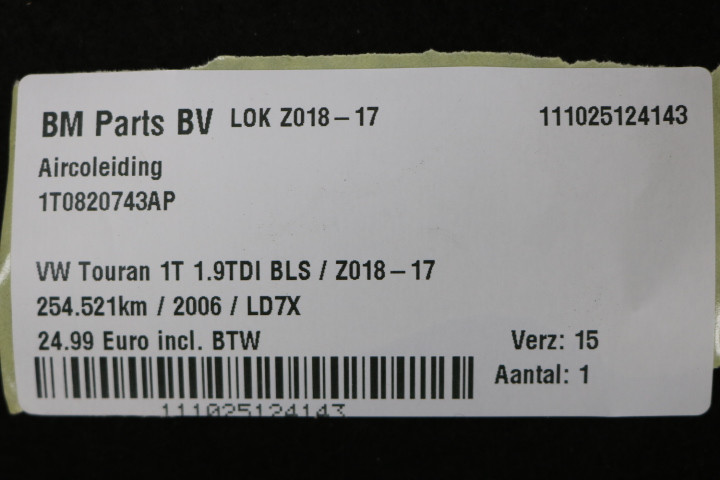 BM Parts BV LOK Z018-17 111025124143
Aircoleiding
1T0820743AP
VW Touran 1T 1.9TDI BLS / Z018-17
254.521km / 2006 / LD7X
24.99 Euro incl. BTW Verz: 15
Aantal: 1
111025124143